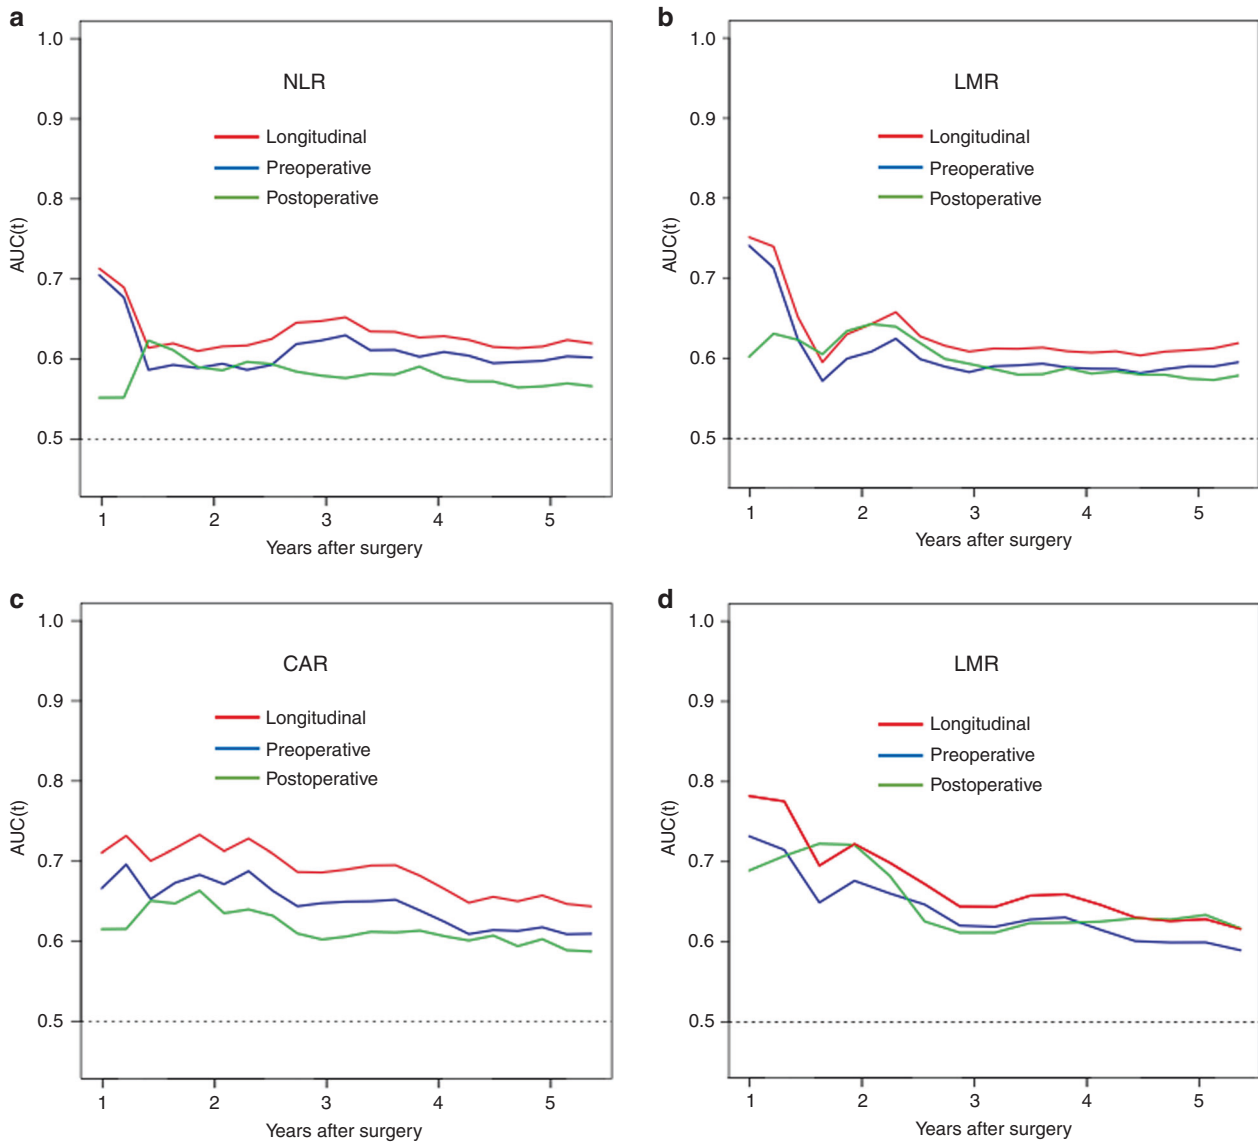 a
NLR
Longitudinal
Preoperative
Postoperative
AUC(t)
1.0
0.9
0.8
0.7
0.6
0.5
1 2 3 4 5
Years after surgery
b
LMR
Longitudinal
Preoperative
Postoperative
AUC(t)
1.0
0.9
0.8
0.7
0.6
0.5
1 2 3 4 5
Years after surgery
c
CAR
Longitudinal
Preoperative
Postoperative
AUC(t)
1.0
0.9
0.8
0.7
0.6
0.5
1 2 3 4 5
Years after surgery
d
LMR
Longitudinal
Preoperative
Postoperative
AUC(t)
1.0
0.9
0.8
0.7
0.6
0.5
1 2 3 4 5
Years after surgery